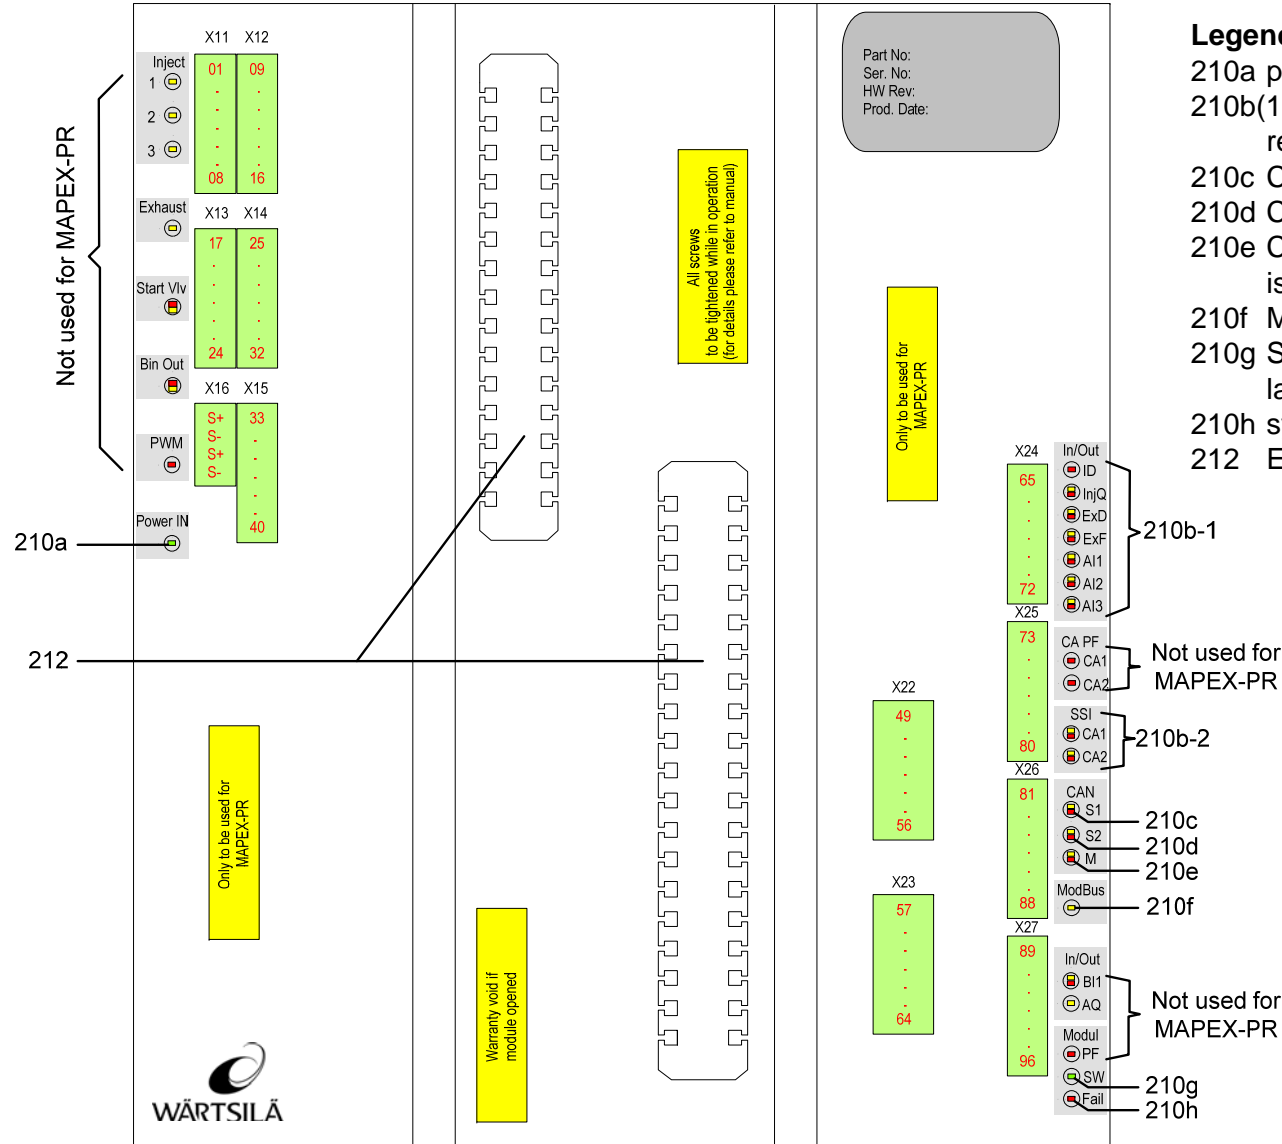 X11 X12
Inject
1
2
3
01
09
08
16
Not used for MAPEX-PR
Exhaust
X13 X14
17
25
Start Vlv
24
32
Bin Out
X16 X15
S+
S-
S+
S-
33
PWM
40
Power IN
210a
212
Only to be used for
MAPEX-PR
WÄRTSILÄ
All screws
to be tightened while in operation
(for details please refer to manual)
Warranty void if
module opened
Part No:
Ser. No:
HW Rev:
Prod. Date:
Only to be used for
MAPEX-PR
X22
49
56
X23
57
64
X24
65
72
X25
73
80
X26
81
88
X27
89
96
In/Out
ID
InjQ
ExD
ExF
AI1
AI2
AI3
210b-1
CA PF
CA1
CA2
Not used for
MAPEX-PR
SSI
CA1
CA2
210b-2
CAN
S1
210c
S2
210d
M
210e
ModBus
210f
In/Out
BI1
AQ
Modul
PF
Not used for
MAPEX-PR
SW
210g
Fail
210h
Legen
210a p
210b(1
re
210c C
210d C
210e C
is
210f M
210g S
la
210h s
212 E